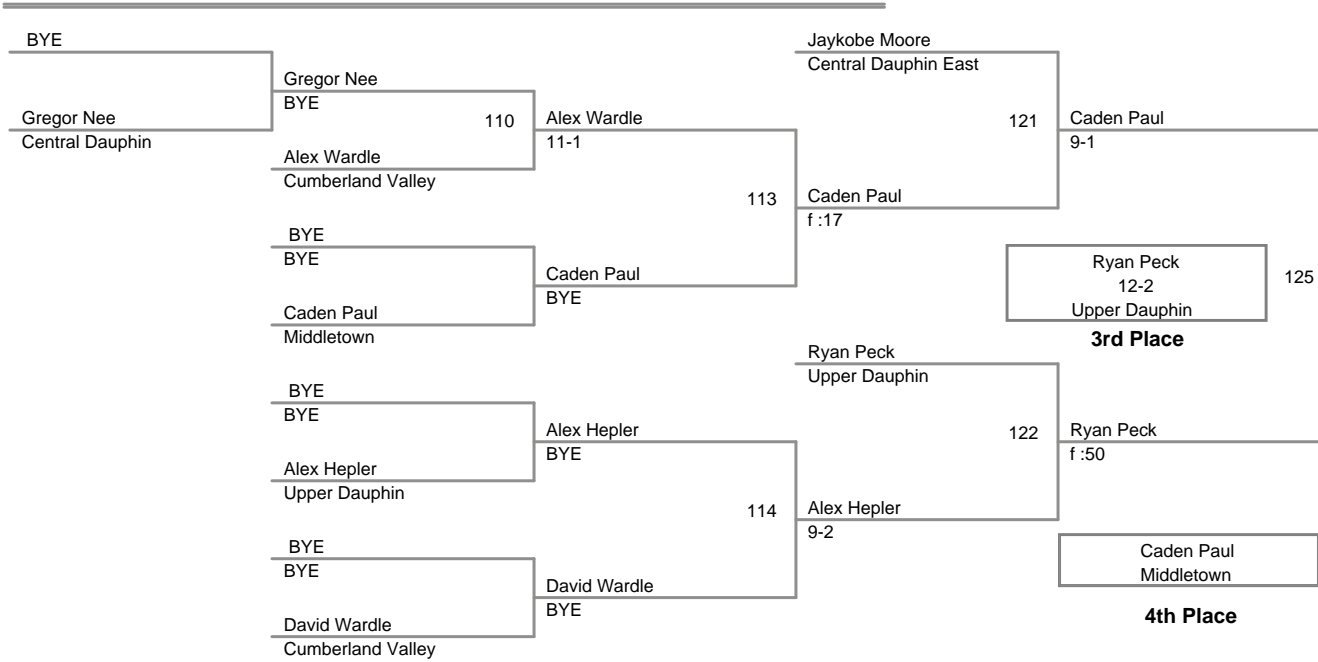 BYE
Gregor Nee
Central Dauphin
Gregor Nee
BYE
110
Alex Wardle
Cumberland Valley
BYE
BYE
Caden Paul
Middletown
BYE
BYE
Alex Hepler
Upper Dauphin
BYE
BYE
David Wardle
Cumberland Valley
Alex Wardle
11-1
113
Caden Paul
BYE
Alex Hepler
BYE
114
David Wardle
BYE
Jaykobe Moore
Central Dauphin East
121
Caden Paul
f :17
Ryan Peck
Upper Dauphin
122
Alex Hepler
9-2
Caden Paul
9-1
Ryan Peck
12-2
Upper Dauphin
125
3rd Place
Ryan Peck
f :50
Caden Paul
Middletown
4th Place